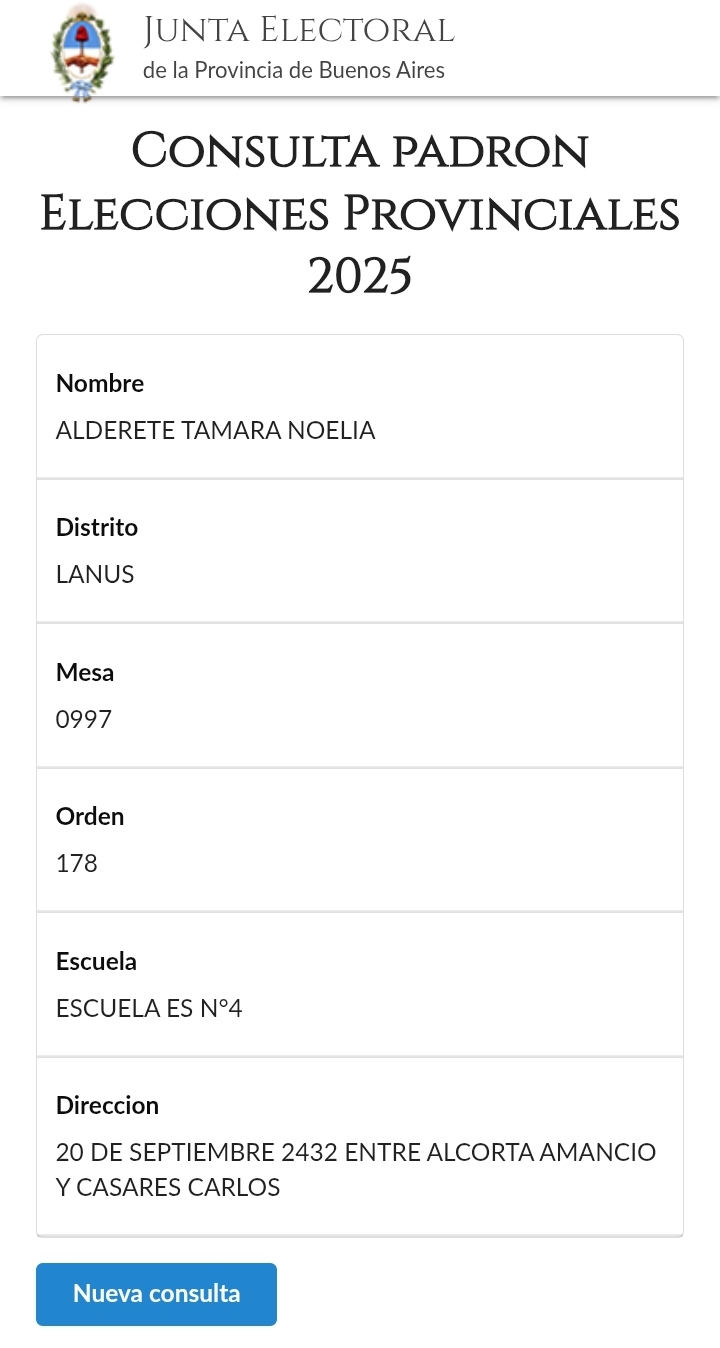 Junta Electoral
de la Provincia de Buenos Aires
Consulta padron
Elecciones Provinciales
2025
Nombre
ALDERETE TAMARA NOELIA
Distrito
LANUS
Mesa
0997
Orden
178
Escuela
ESCUELA ES N°4
Direccion
20 DE SEPTIEMBRE 2432 ENTRE ALCORTA AMANCIO
Y CASARES CARLOS
Nueva consulta